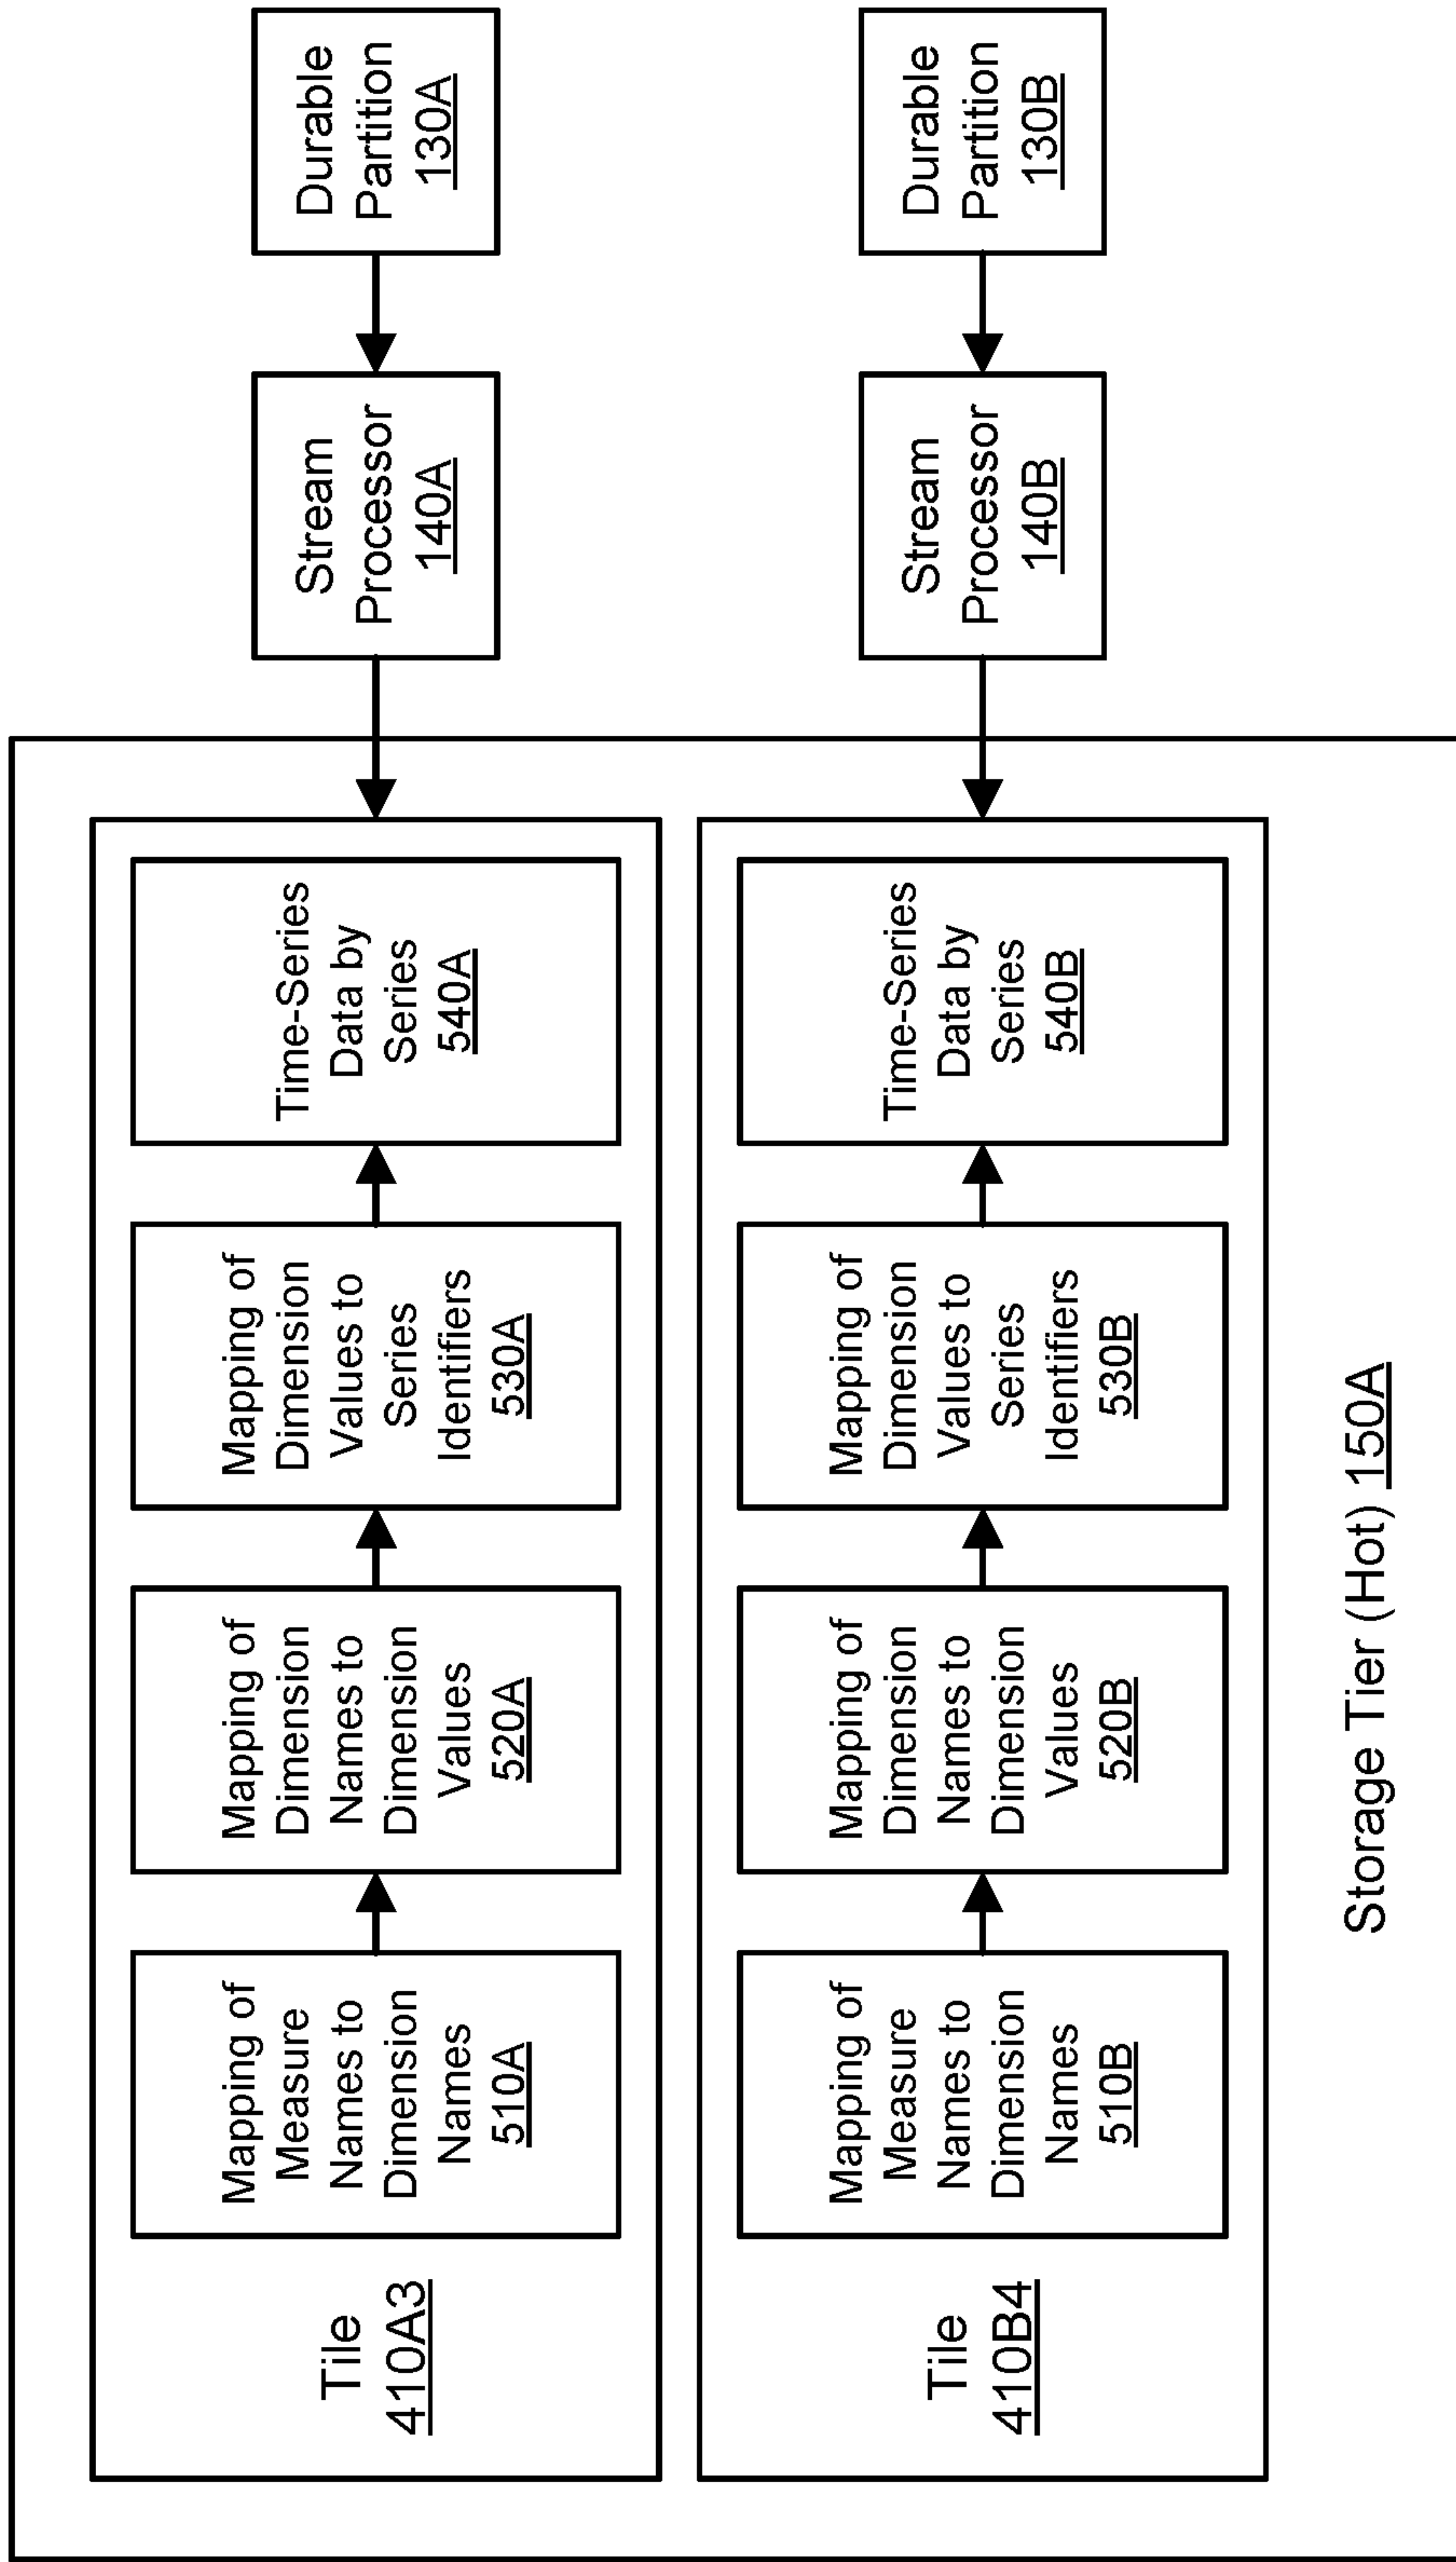 Tile
410A3
Mapping of
Measure
Names to
Dimension
Names
510A
Mapping of
Dimension
Names to
Dimension
Values
520A
Mapping of
Dimension
Values to
Series
Identifiers
530A
Time-Series
Data by
Series
540A
Stream
Processor
140A
Durable
Partition
130A
Tile
410B4
Mapping of
Measure
Names to
Dimension
Names
510B
Mapping of
Dimension
Names to
Dimension
Values
520B
Mapping of
Dimension
Values to
Series
Identifiers
530B
Time-Series
Data by
Series
540B
Stream
Processor
140B
Durable
Partition
130B
Storage Tier (Hot) 150A